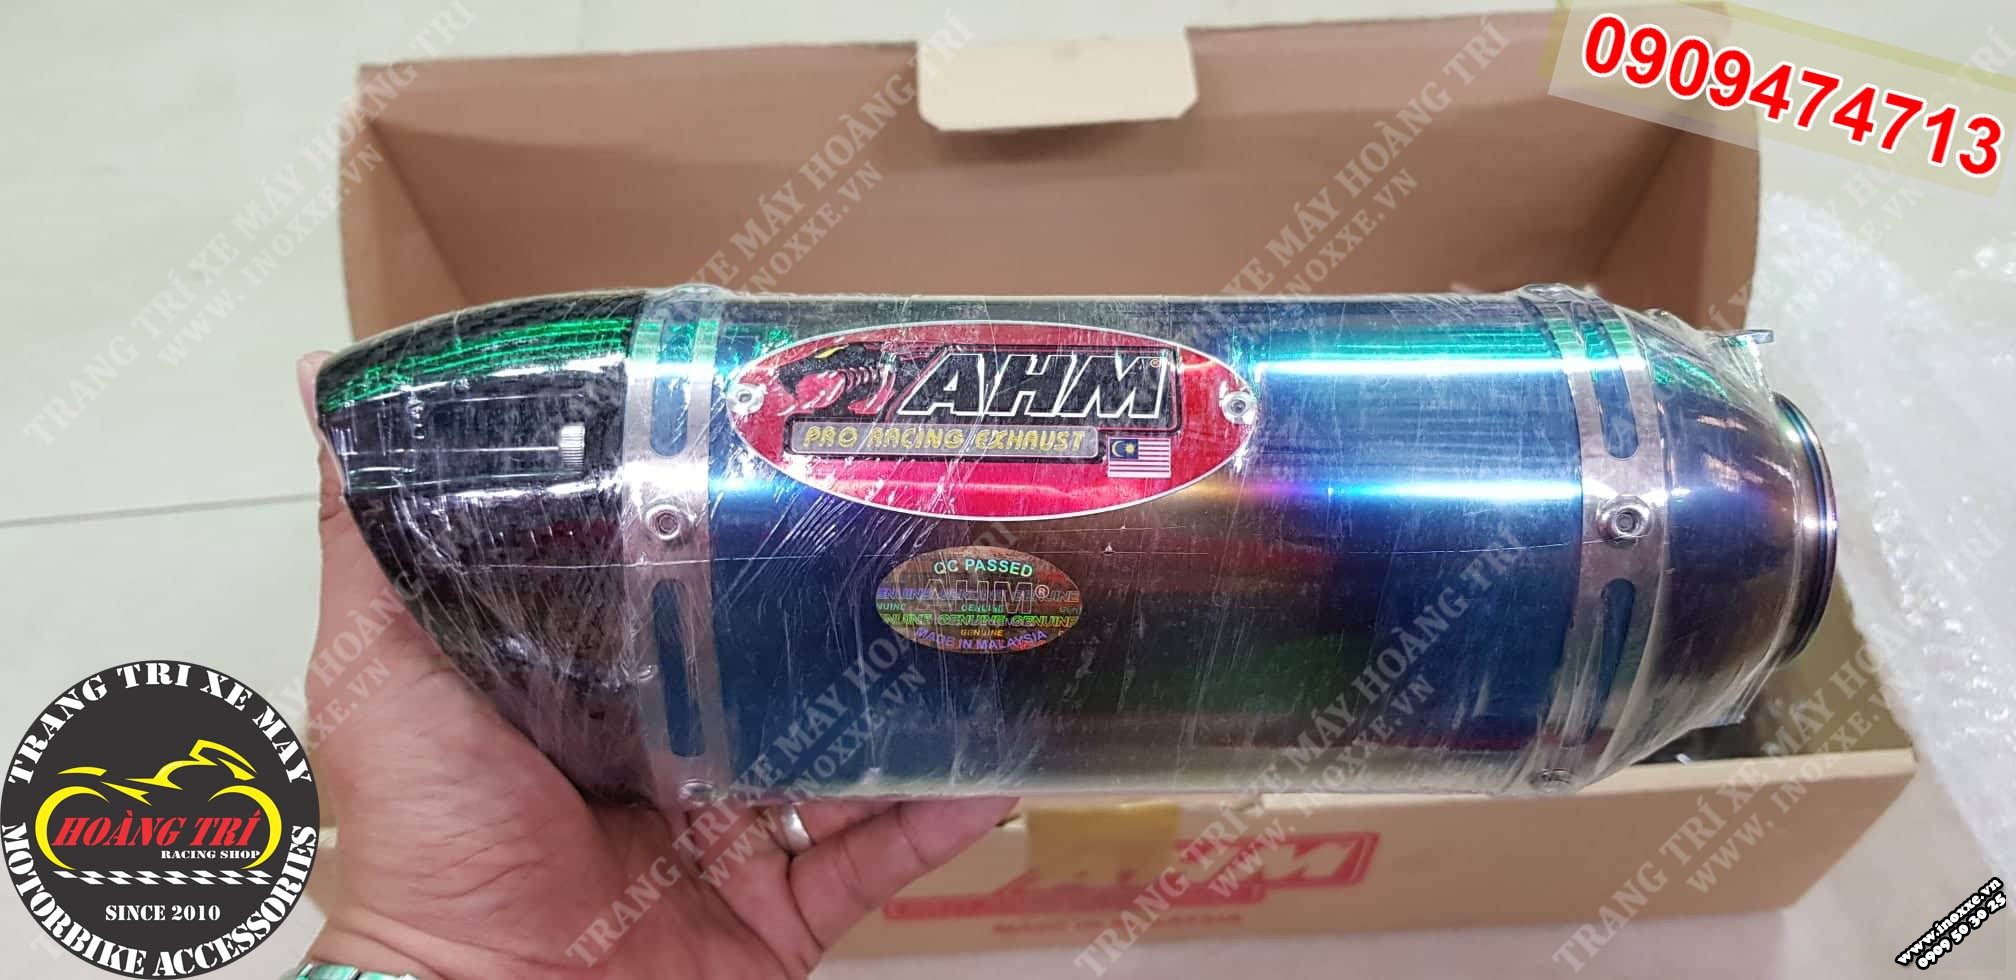 0909474713
AHM®
PRO RACING EXHAUST
QC PASSED
AHM®
GENUINE GENUINE GENUINE
GENUINE
MADE IN MALAYSIA
TRANG TRÍ XE MÁY HOÀNG TRÍ
WWW.INOXXE.VN
TRANG TRI XE MAY
HOÀNG TRÍ
RACING SHOP
SINCE 2010
MOTORBIKE ACCESSORIES
AHM
www.inoxxe.vn
0909 50 30 25